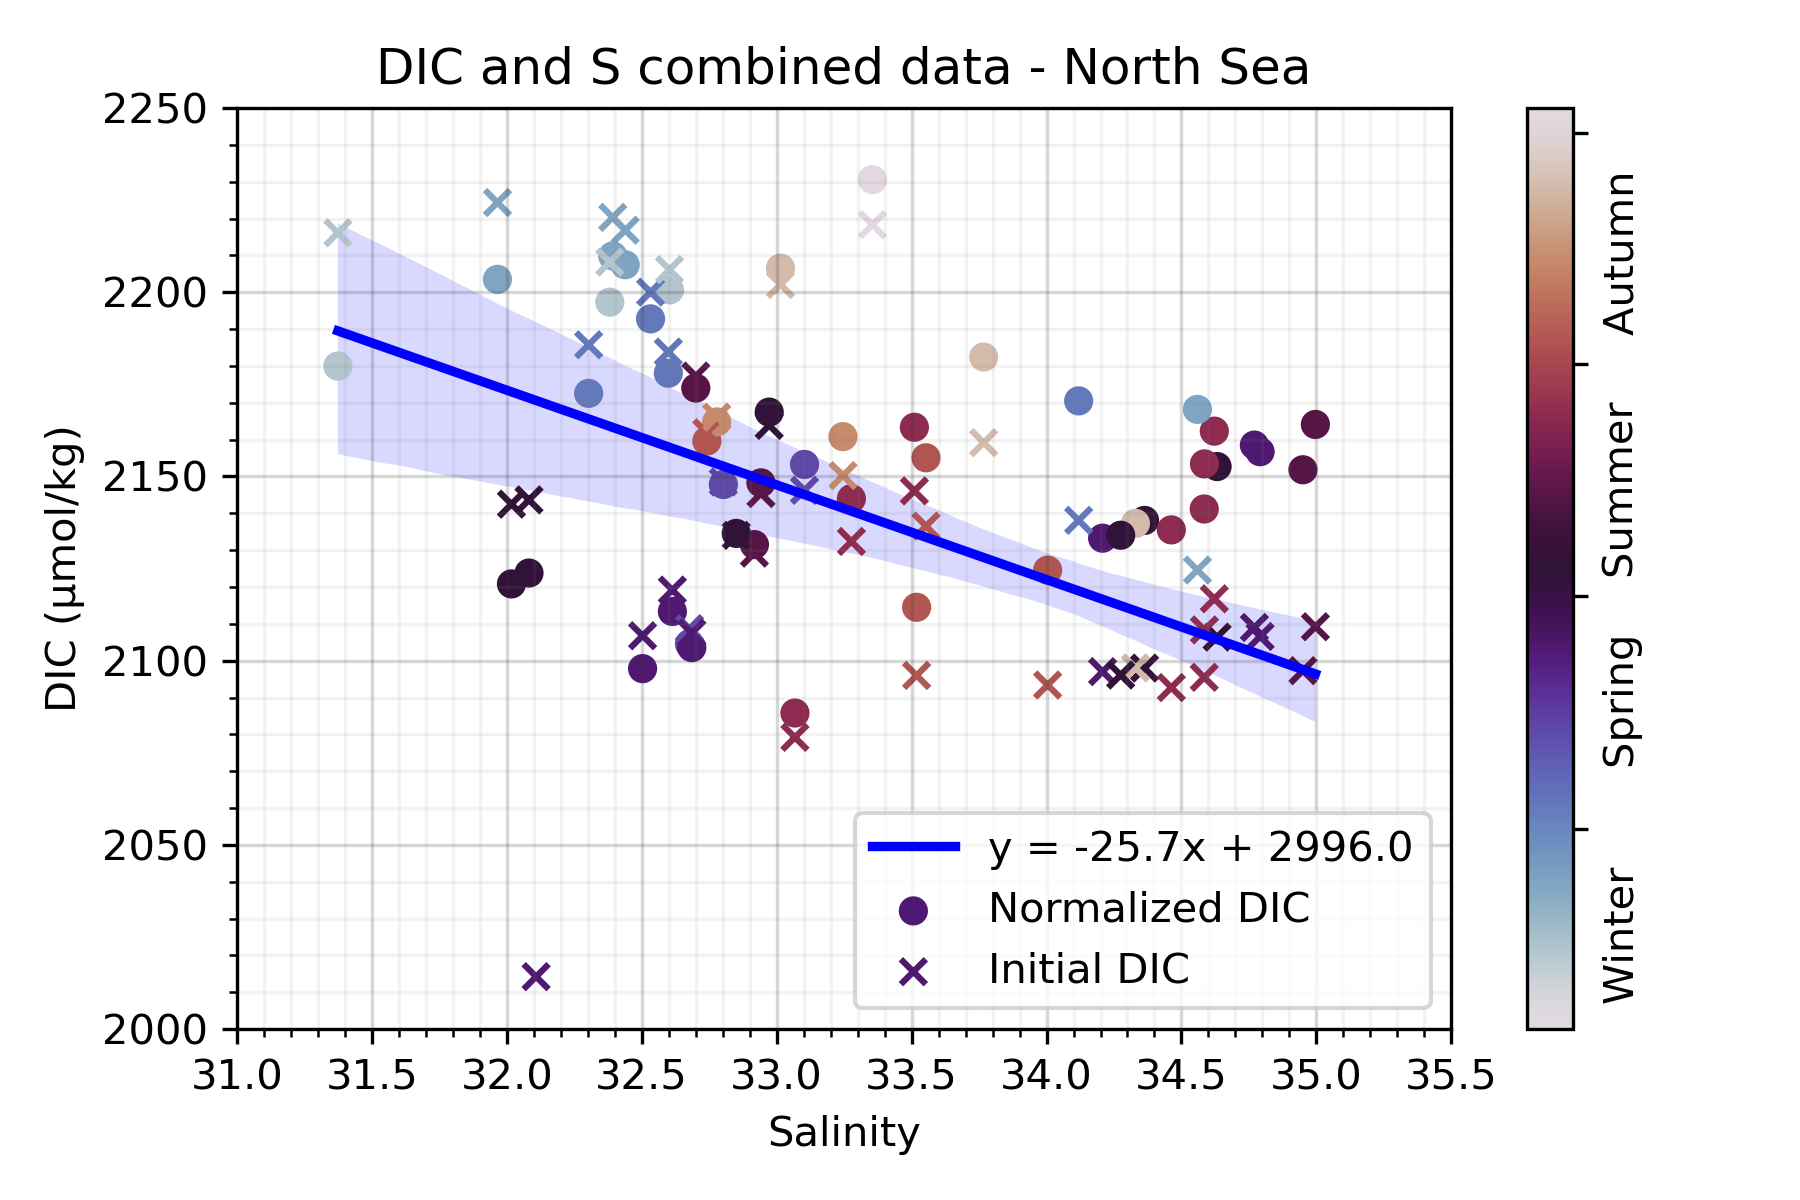 DIC and S combined data - North Sea
2250
2200
2150
2100
2050
2000
DIC (µmol/kg)
31.0 31.5 32.0 32.5 33.0 33.5 34.0 34.5 35.0 35.5
Salinity
y = -25.7x + 2996.0
Normalized DIC
Initial DIC
Autumn
Summer
Spring
Winter